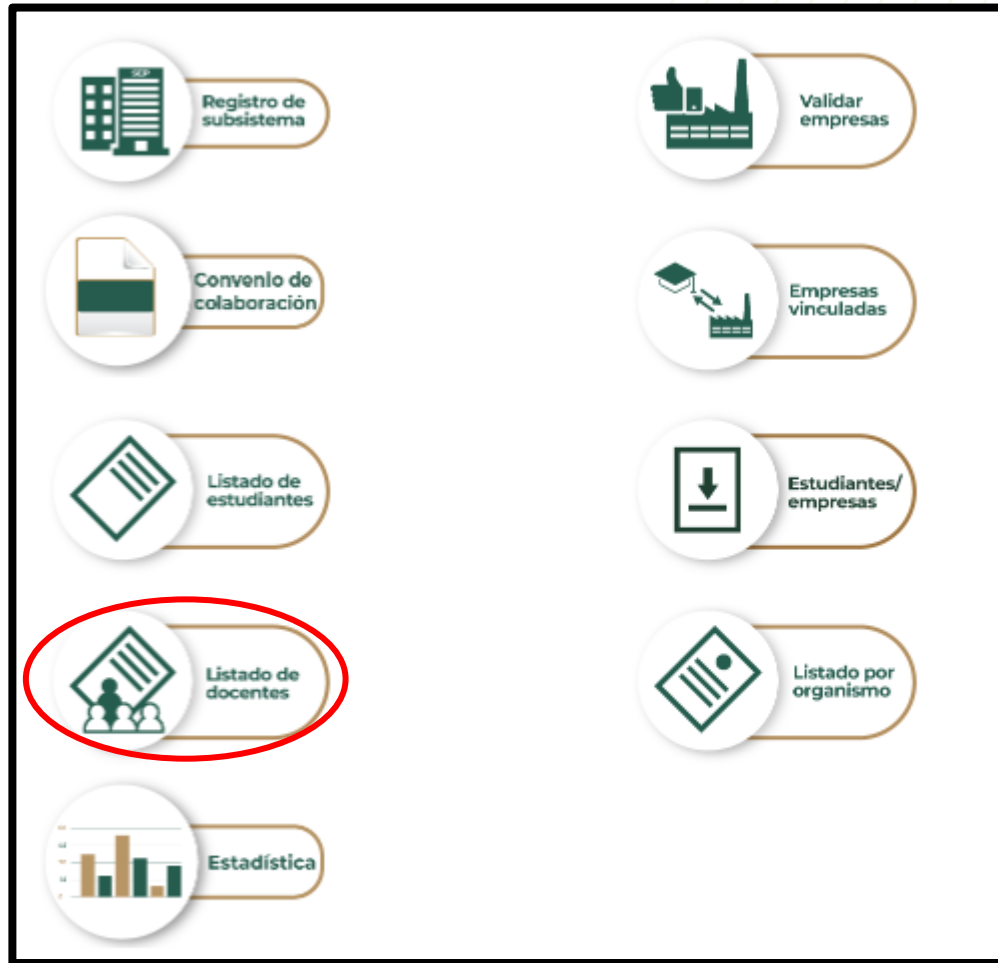 SEP
Registro de
subsistema
Validar
empresas
Convenio de
colaboración
Empresas
vinculadas
Listado de
estudiantes
Estudiantes/
empresas
Listado de
docentes
Listado por
organismo
Estadística